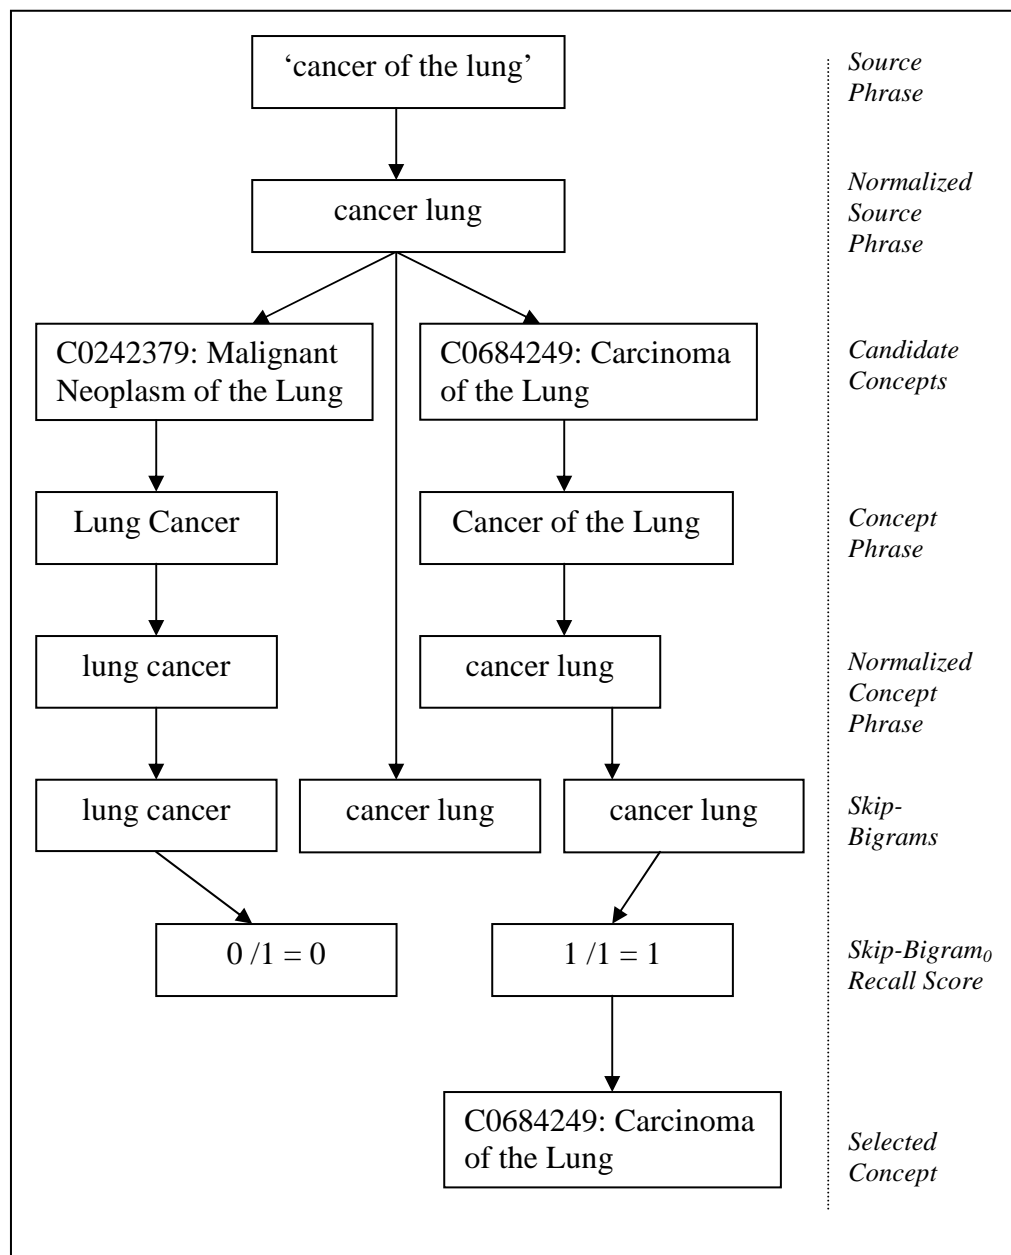 ‘cancer of the lung’
Source
Phrase
cancer lung
Normalized
Source
Phrase
C0242379: Malignant
Neoplasm of the Lung
C0684249: Carcinoma
of the Lung
Candidate
Concepts
Lung Cancer
Cancer of the Lung
Concept
Phrase
lung cancer
cancer lung
Normalized
Concept
Phrase
lung cancer
cancer lung
cancer lung
Skip-
Bigrams
0 /1 = 0
1 /1 = 1
Skip-Bigram₀
Recall Score
C0684249: Carcinoma
of the Lung
Selected
Concept